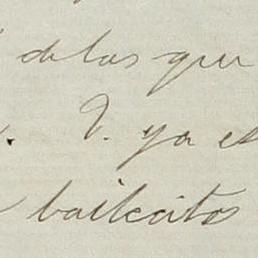 de las que
V. ya es
bailecitos